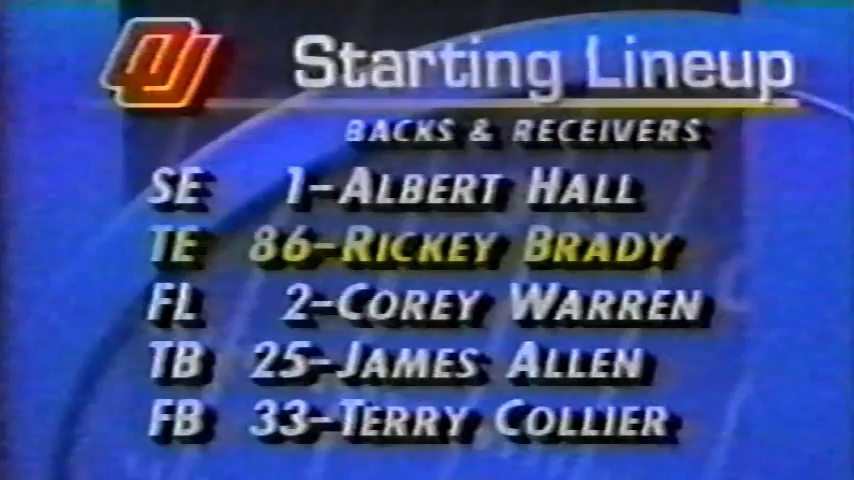 OU Starting Lineup
BACKS & RECEIVERS
SE 1-ALBERT HALL
TE 86-RICKEY BRADY
FL 2-COREY WARREN
TB 25-JAMES ALLEN
FB 33-TERRY COLLIER